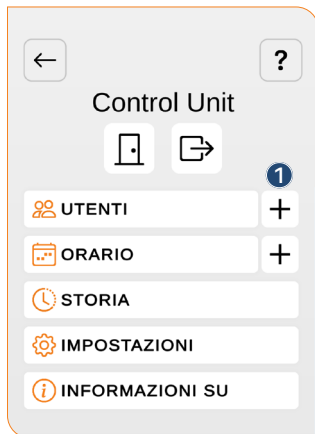 ?
Control Unit
1
UTENTI +
ORARIO +
STORIA
IMPOSTAZIONI
INFORMAZIONI SU